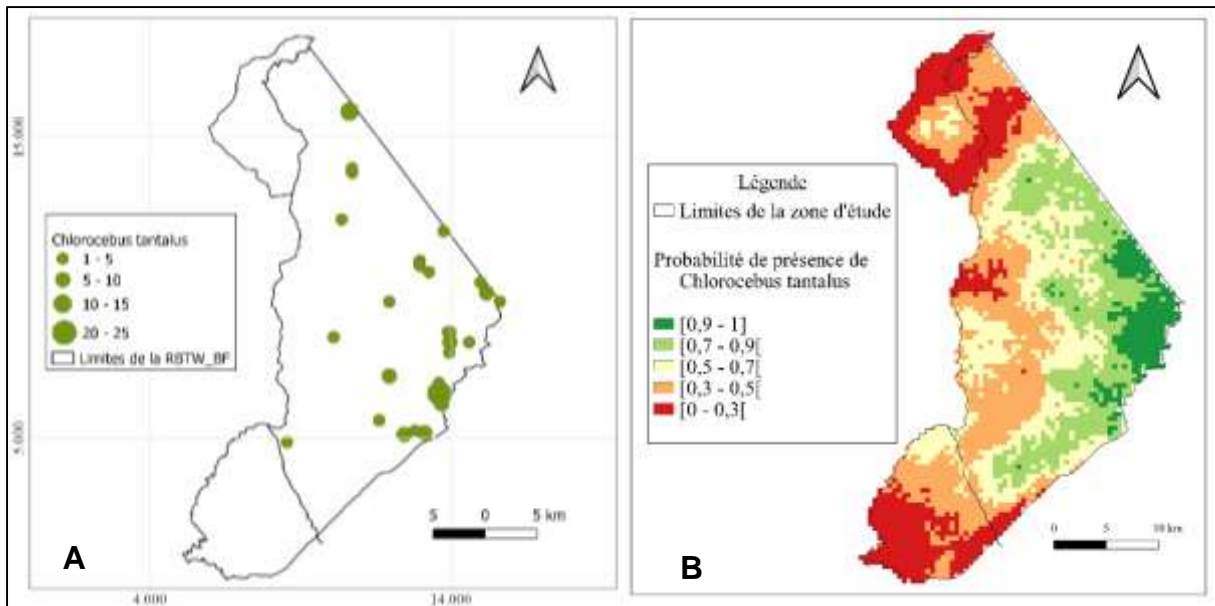 15.000
5.000
Chlorocebus tantalus
1 - 5
5 - 10
10 - 15
20 - 25
Limites de la RBTW_BF
5 0 5 km
A
4.000
14.000
Légende
Limites de la zone d'étude
Probabilité de présence de
Chlorocebus tantalus
[0,9 - 1]
[0,7 - 0,9[
[0,5 - 0,7[
[0,3 - 0,5[
[0 - 0,3[
0 5 10 km
B